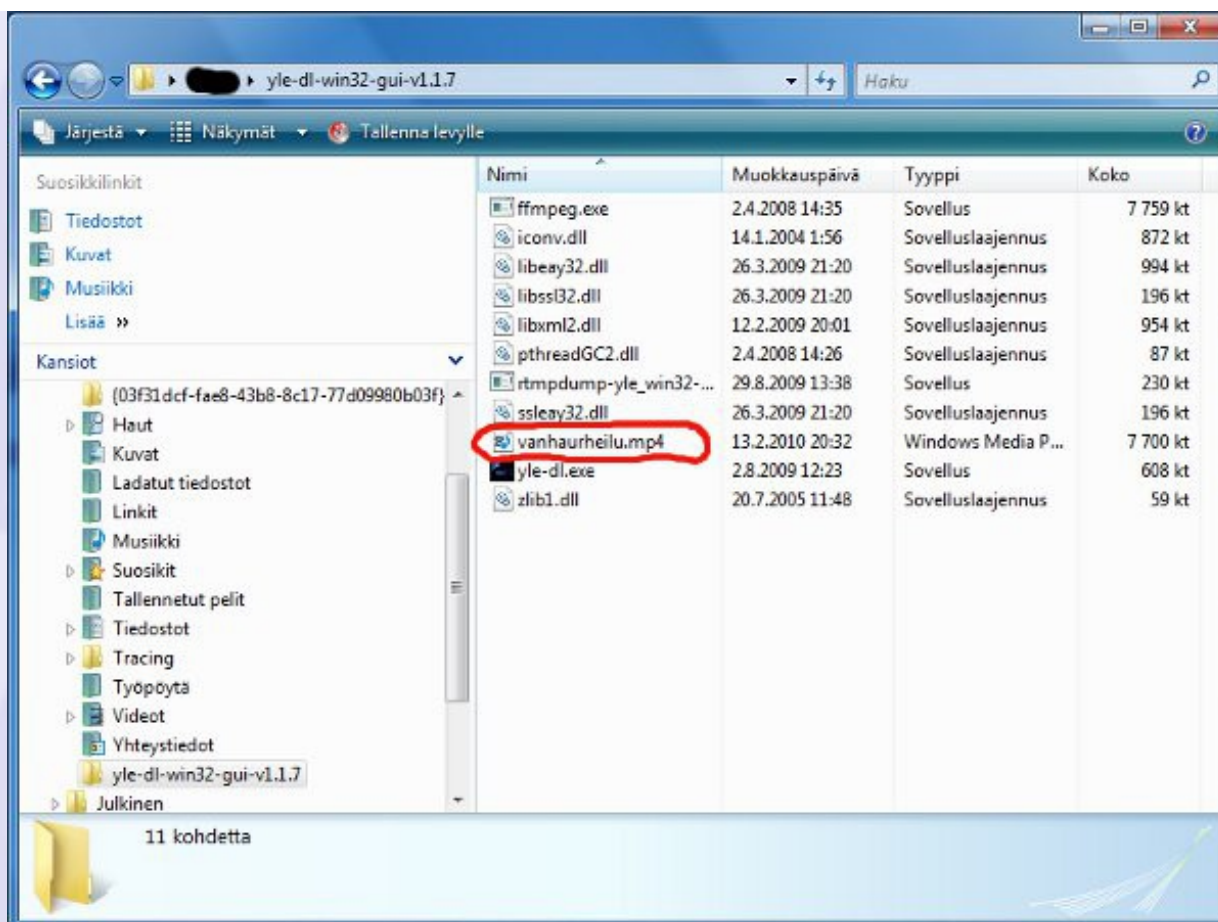 yle-dl-win32-gui-v1.1.7
Haku
Järjestä Näkymät Tallenna levylle
Suosikkilinkit
Tiedostot
Kuvat
Musiikki
Lisää »
Kansiot
{03f31dcf-fae8-43b8-8c17-77d09980b03f}
Haut
Kuvat
Ladatut tiedostot
Linkit
Musiikki
Suosikit
Tallennetut pelit
Tiedostot
Tracing
Työpöytä
Videot
Yhteystiedot
yle-dl-win32-gui-v1.1.7
Julkinen
Nimi Muokkauspäivä Tyyppi Koko
ffmpeg.exe 2.4.2008 14:35 Sovellus 7 759 kt
iconv.dll 14.1.2004 1:56 Sovelluslaajennus 872 kt
libeay32.dll 26.3.2009 21:20 Sovelluslaajennus 994 kt
libssl32.dll 26.3.2009 21:20 Sovelluslaajennus 196 kt
libxml2.dll 12.2.2009 20:01 Sovelluslaajennus 954 kt
pthreadGC2.dll 2.4.2008 14:26 Sovelluslaajennus 87 kt
rtmpdump-yle_win32-... 29.8.2009 13:38 Sovellus 230 kt
ssleay32.dll 26.3.2009 21:20 Sovelluslaajennus 196 kt
vanhaurheilu.mp4 13.2.2010 20:32 Windows Media P... 7 700 kt
yle-dl.exe 2.8.2009 12:23 Sovellus 608 kt
zlib1.dll 20.7.2005 11:48 Sovelluslaajennus 59 kt
11 kohdetta